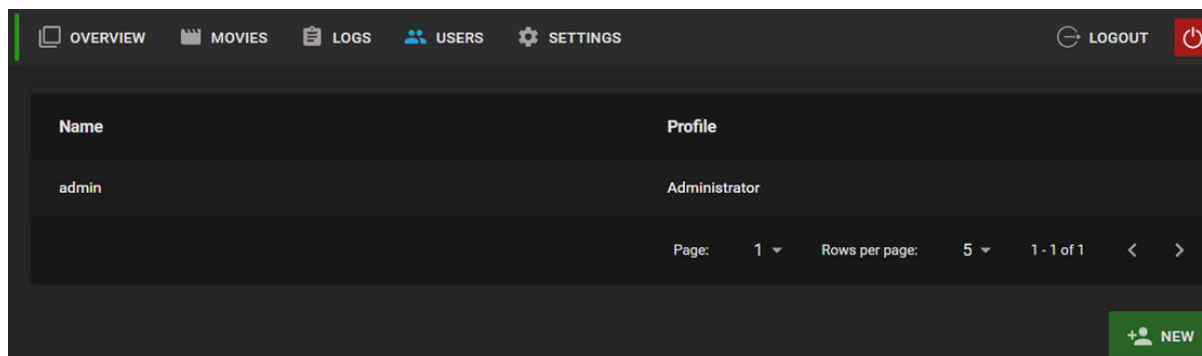 OVERVIEW MOVIES LOGS USERS SETTINGS LOGOUT
Name Profile
admin Administrator
Page: 1 Rows per page: 5 1 - 1 of 1
NEW